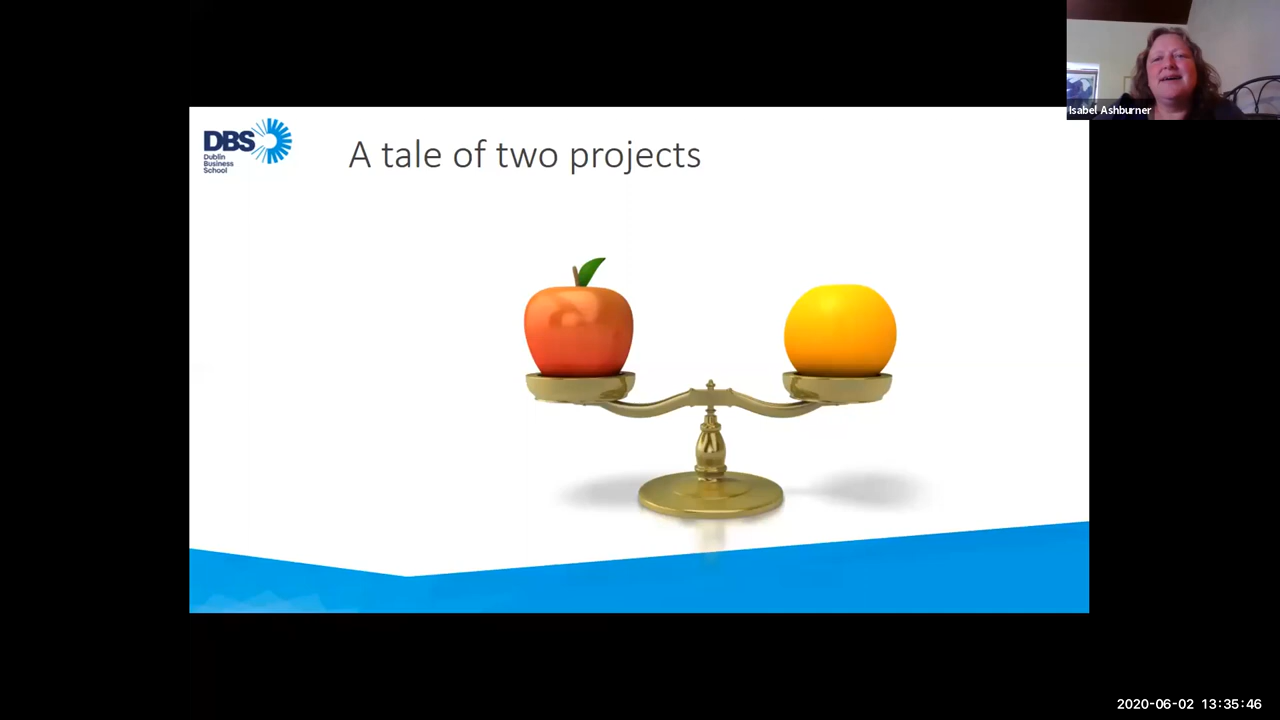 DBS
Dublin
Business
School
A tale of two projects
Isabel Ashburner
2020-06-02 13:35:46